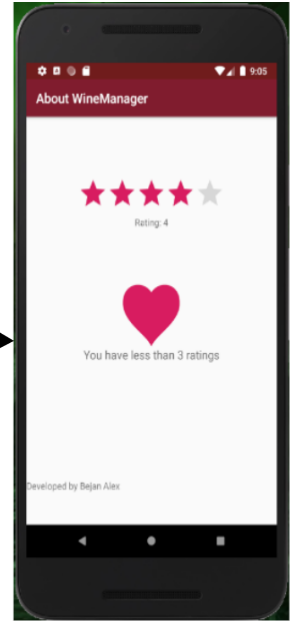 9:05
About WineManager
Rating: 4
You have less than 3 ratings
Developed by Bejan Alex